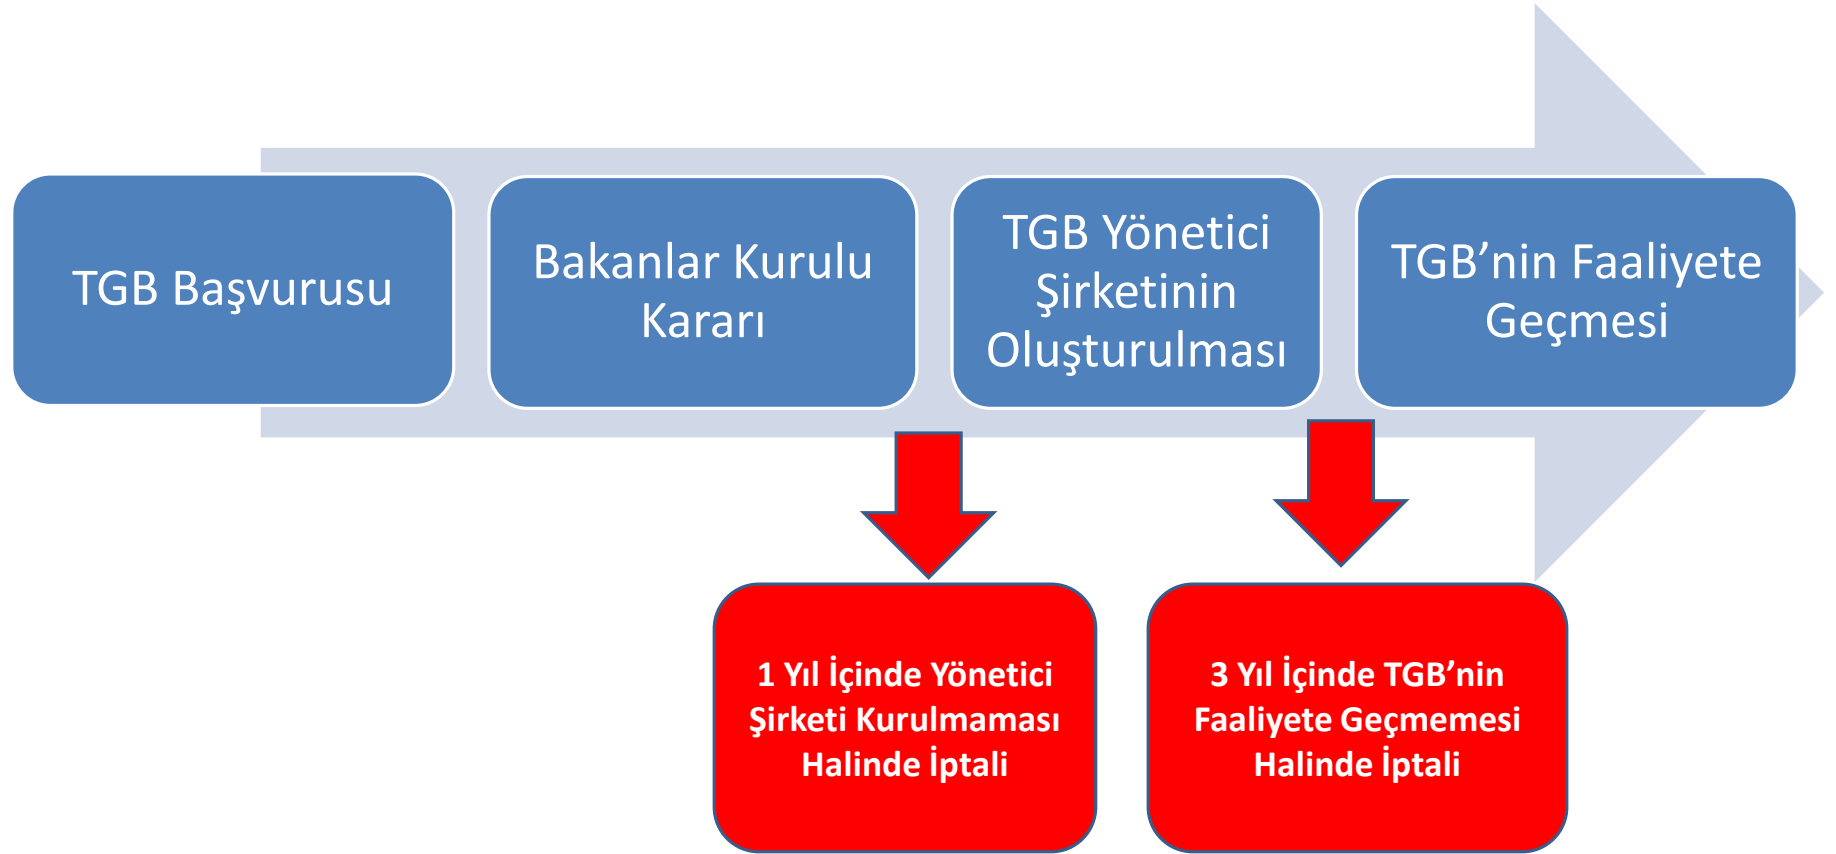 TGB Başvurusu
Bakanlar Kurulu
Kararı
TGB Yönetici
Şirketinin
Oluşturulması
TGB’nin Faaliyete
Geçmesi
1 Yıl İçinde Yönetici
Şirketi Kurulmaması
Halinde İptali
3 Yıl İçinde TGB’nin
Faaliyete Geçmemesi
Halinde İptali